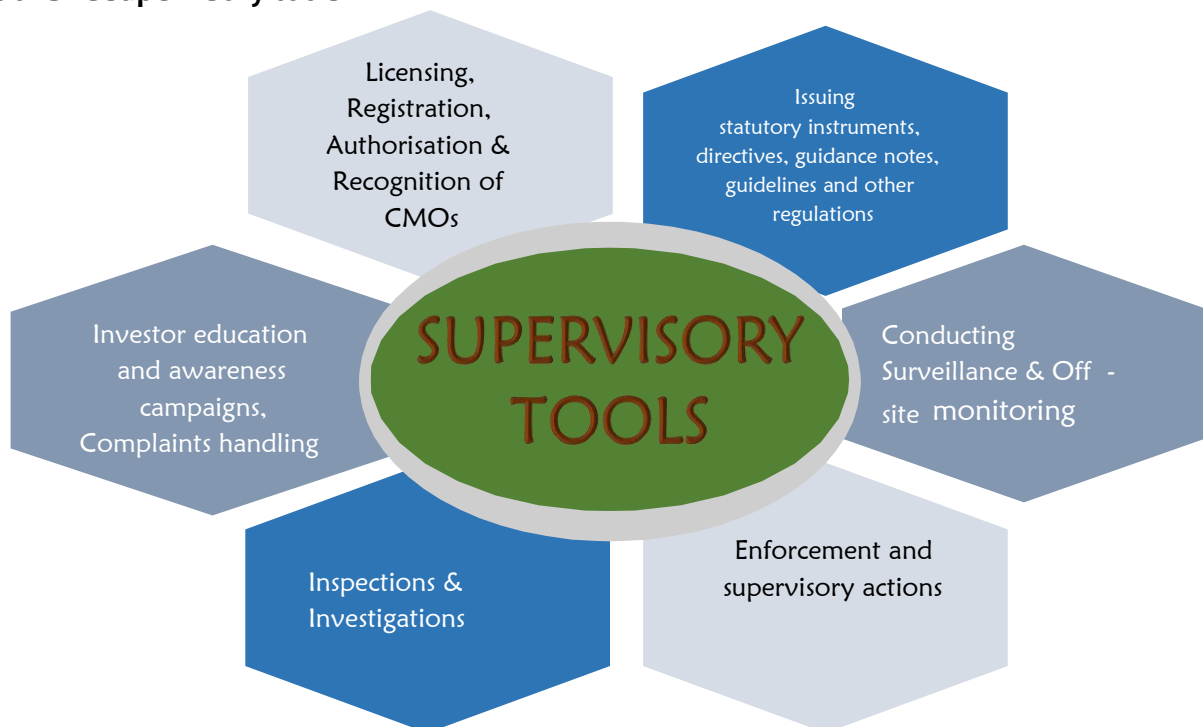 Licensing,
Registration,
Authorisation &
Recognition of
CMOs
Issuing
statutory instruments,
directives, guidance notes,
guidelines and other
regulations
Investor education
and awareness
campaigns,
Complaints handling
SUPERVISORY
TOOLS
Conducting
Surveillance & Off -
site monitoring
Inspections &
Investigations
Enforcement and
supervisory actions